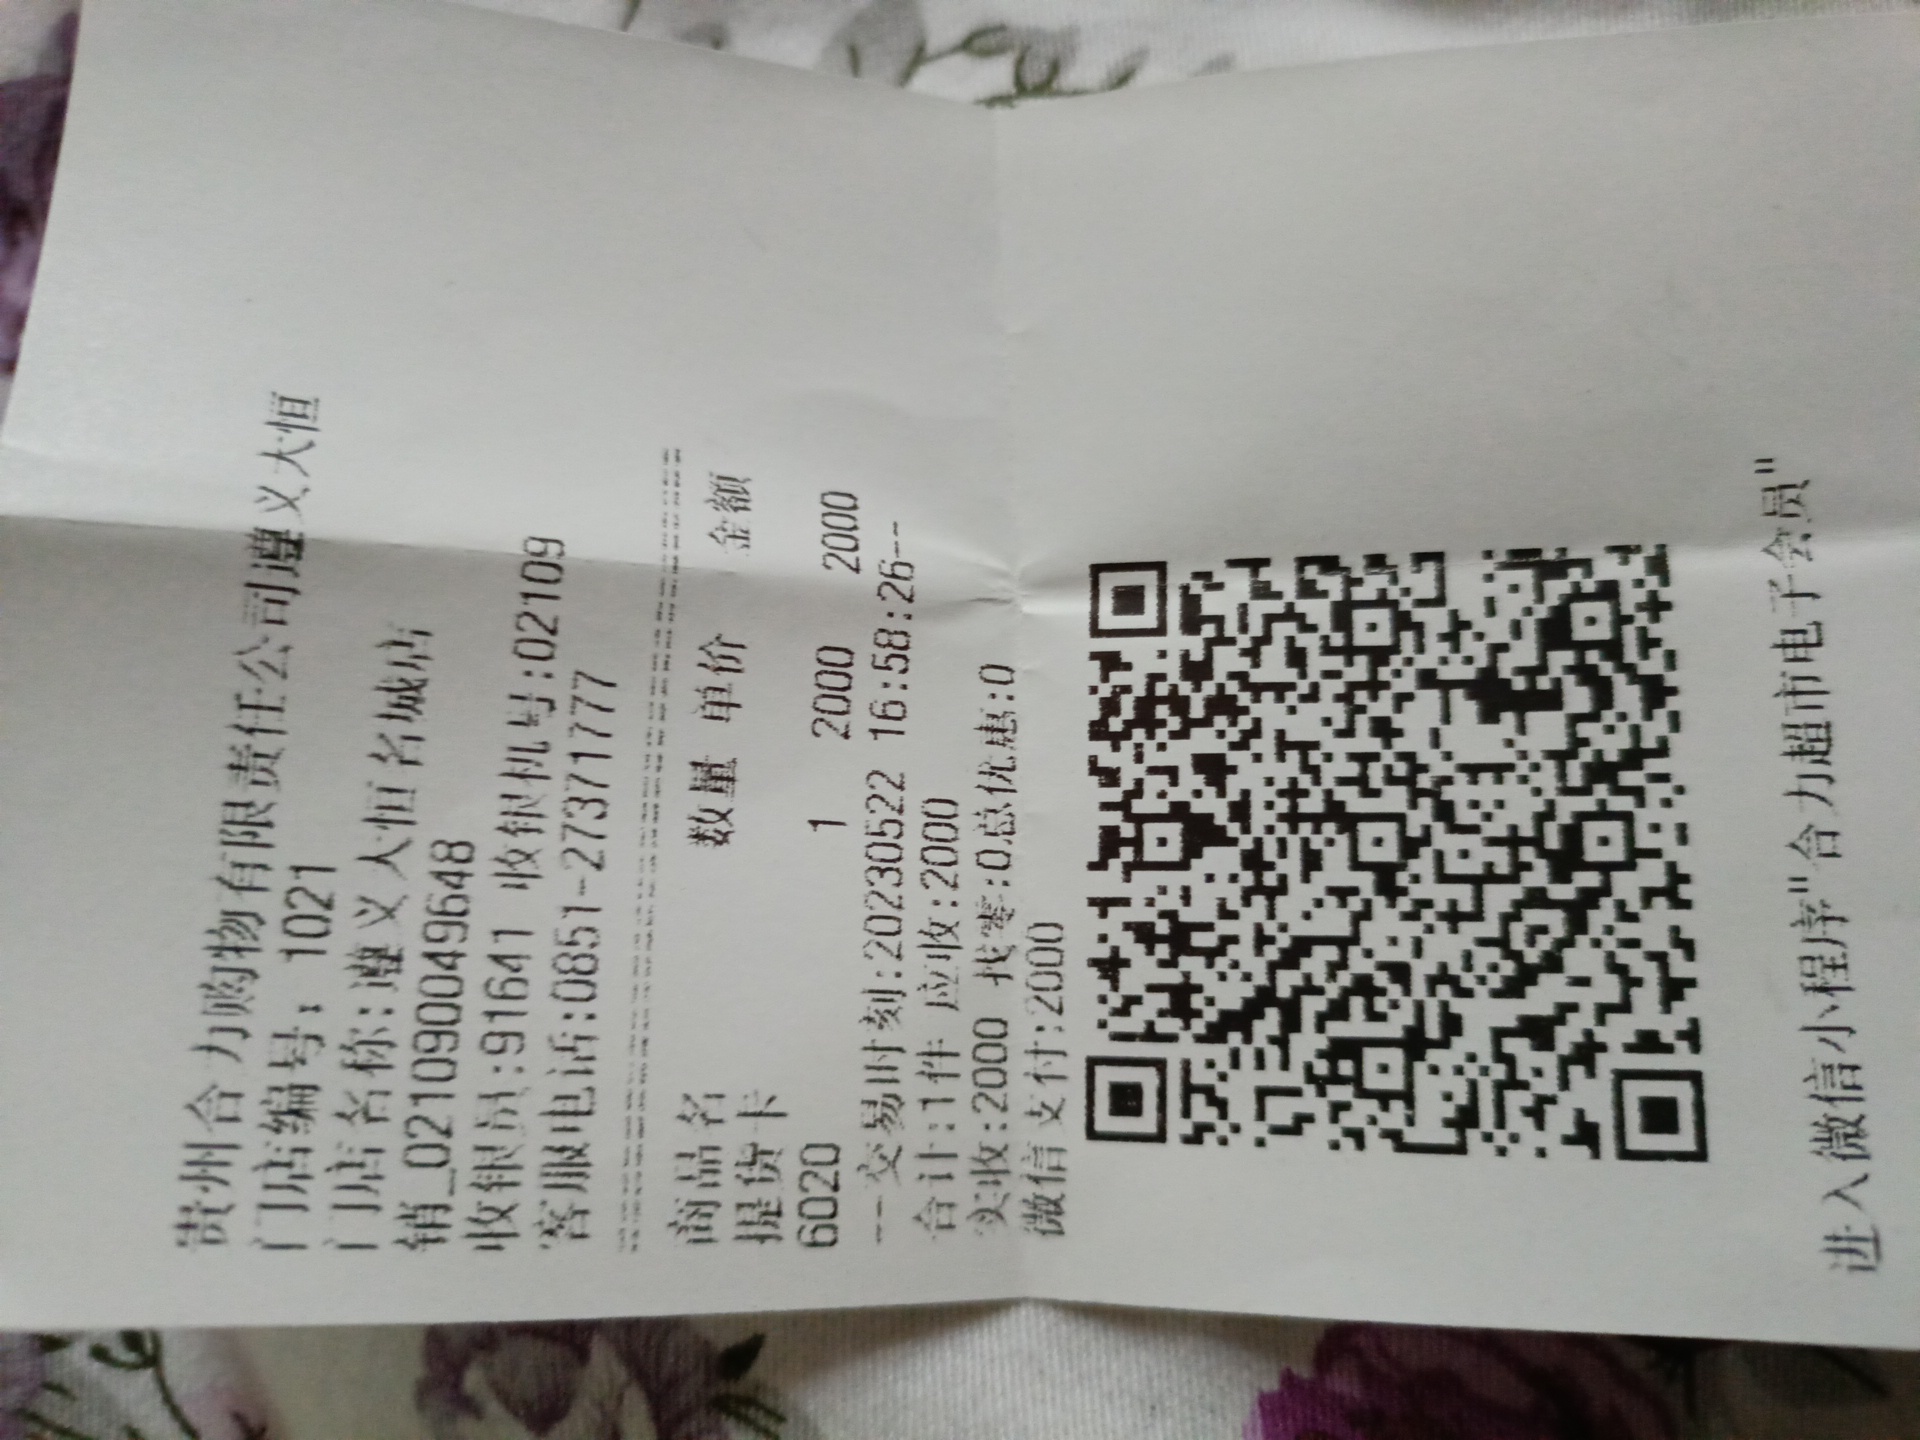 贵州合力购物有限责任公司遵义大恒
门店编号: 1021
门店名称:遵义大恒名城店
销_0210900049648
收银员:91641 收银机号:02109
客服电话:0851-27371777
================================
商品名 数量 单价 金额
提货卡
6020 1 2000 2000
--交易时刻:20230522 16:58:26--
合计:1件 应收:2000
实收:2000 找零:0总优惠:0
微信支付:2000
进入微信小程序"合力超市电子会员"